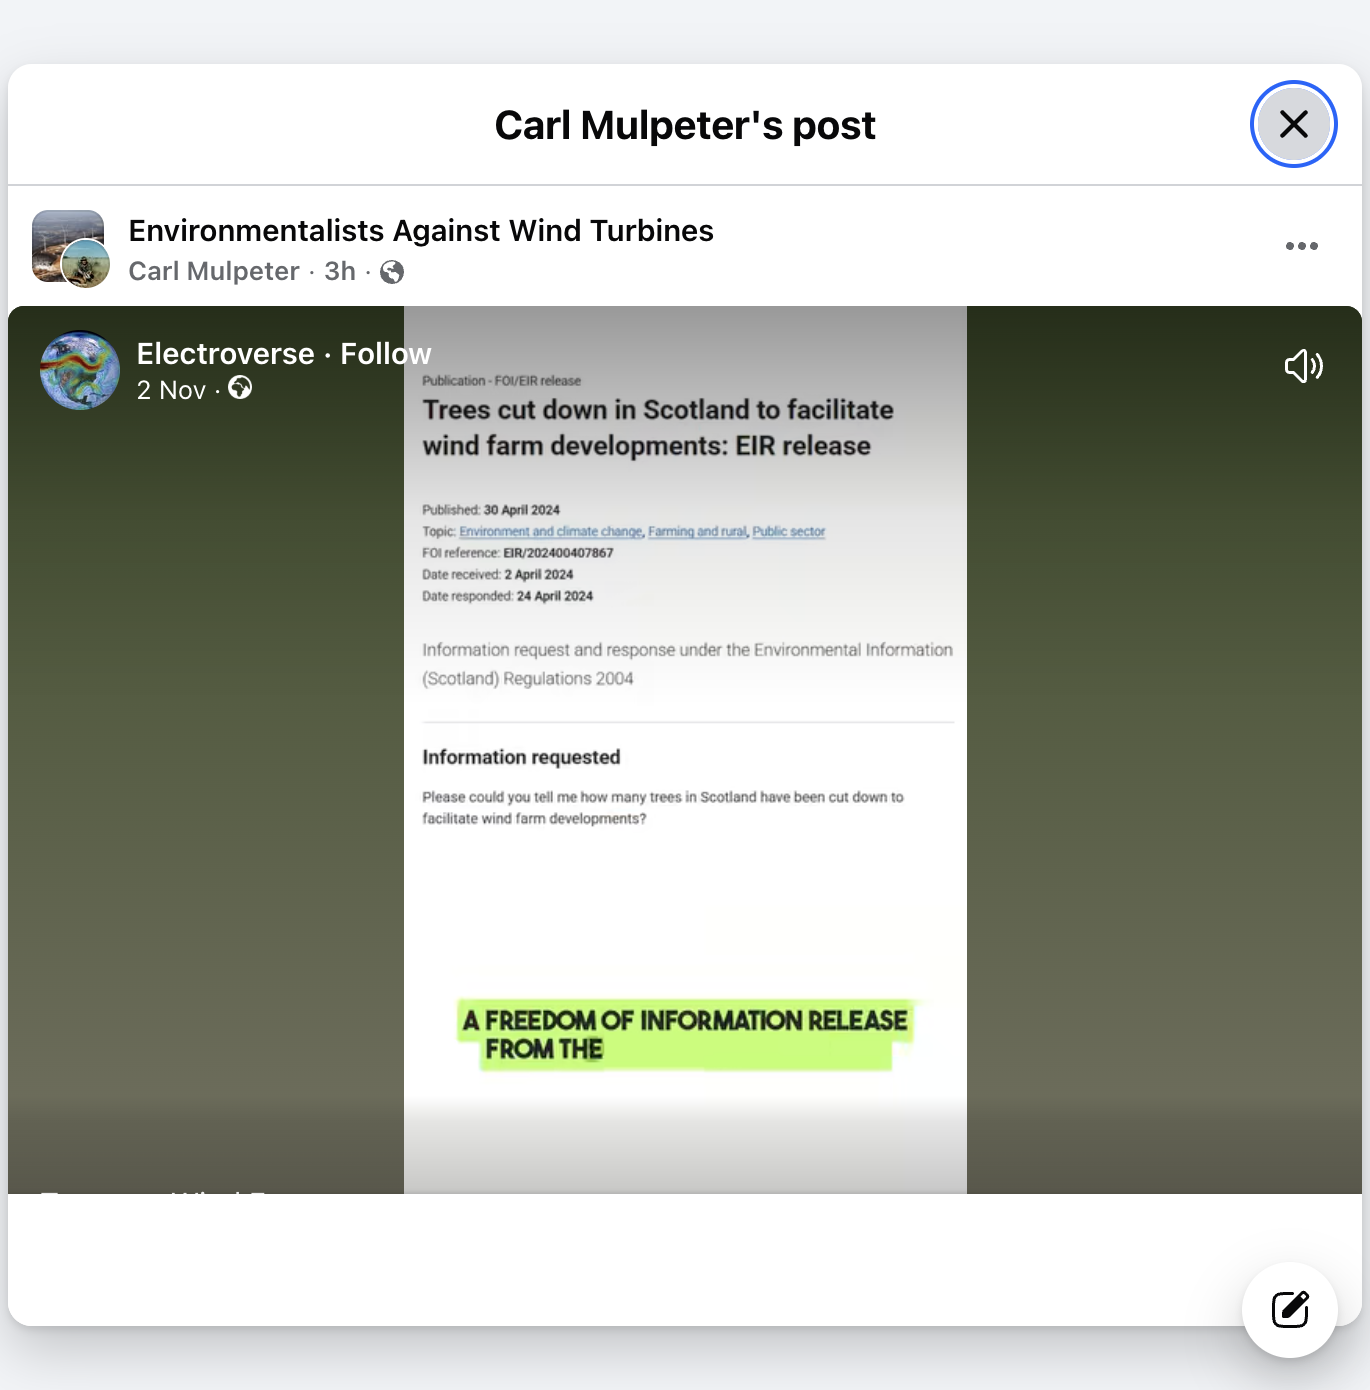 Carl Mulpeter's post
Environmentalists Against Wind Turbines
Carl Mulpeter · 3h ·
Electroverse · Follow
2 Nov ·
Publication - FOI/EIR release
Trees cut down in Scotland to facilitate
wind farm developments: EIR release
Published: 30 April 2024
Topic: Environment and climate change, Farming and rural, Public sector
FOI reference: EIR/202400407867
Date received: 2 April 2024
Date responded: 24 April 2024
Information request and response under the Environmental Information
(Scotland) Regulations 2004
Information requested
Please could you tell me how many trees in Scotland have been cut down to
facilitate wind farm developments?
A FREEDOM OF INFORMATION RELEASE
FROM THE